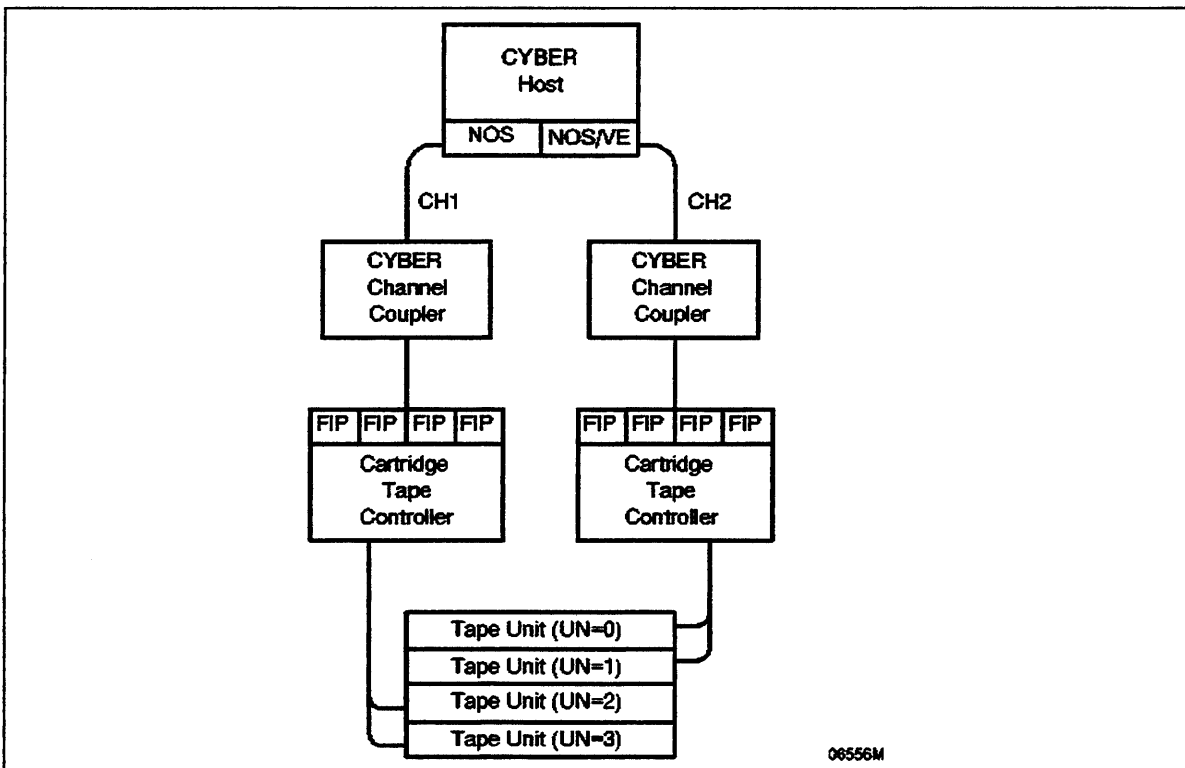 CYBER
Host
NOS NOS/VE
CH1 CH2
CYBER
Channel
Coupler
CYBER
Channel
Coupler
FIP FIP FIP FIP
Cartridge
Tape
Controller
FIP FIP FIP FIP
Cartridge
Tape
Controller
Tape Unit (UN=0)
Tape Unit (UN=1)
Tape Unit (UN=2)
Tape Unit (UN=3)
06556M